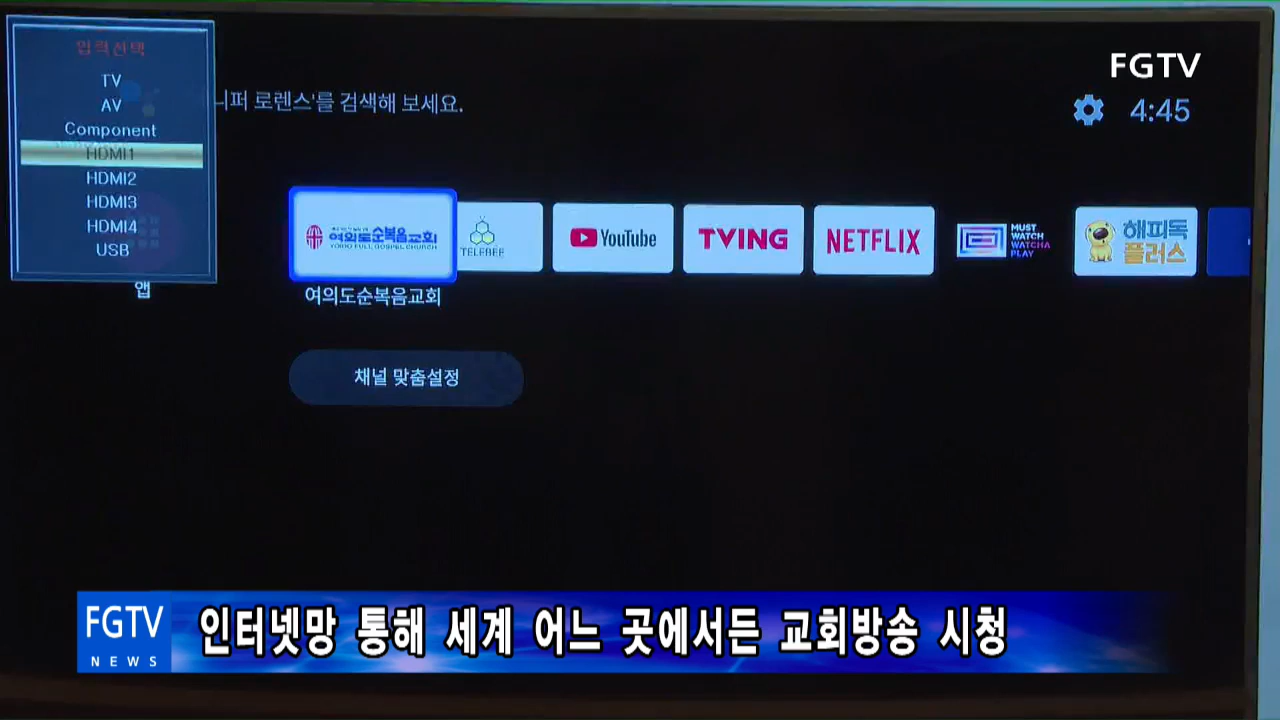 입력선택
TV
AV
Component
HDMI1
HDMI2
HDMI3
HDMI4
USB
니퍼 로렌스'를 검색해 보세요.
FGTV
4:45
여의도순복음교회
YOIDO FULL GOSPEL CHURCH
TELEBEE
YouTube
TVING
NETFLIX
MUST
WATCH
WATCHA
PLAY
해피독
플러스
앱
여의도순복음교회
채널 맞춤설정
FGTV
NEWS
인터넷망 통해 세계 어느 곳에서든 교회방송 시청